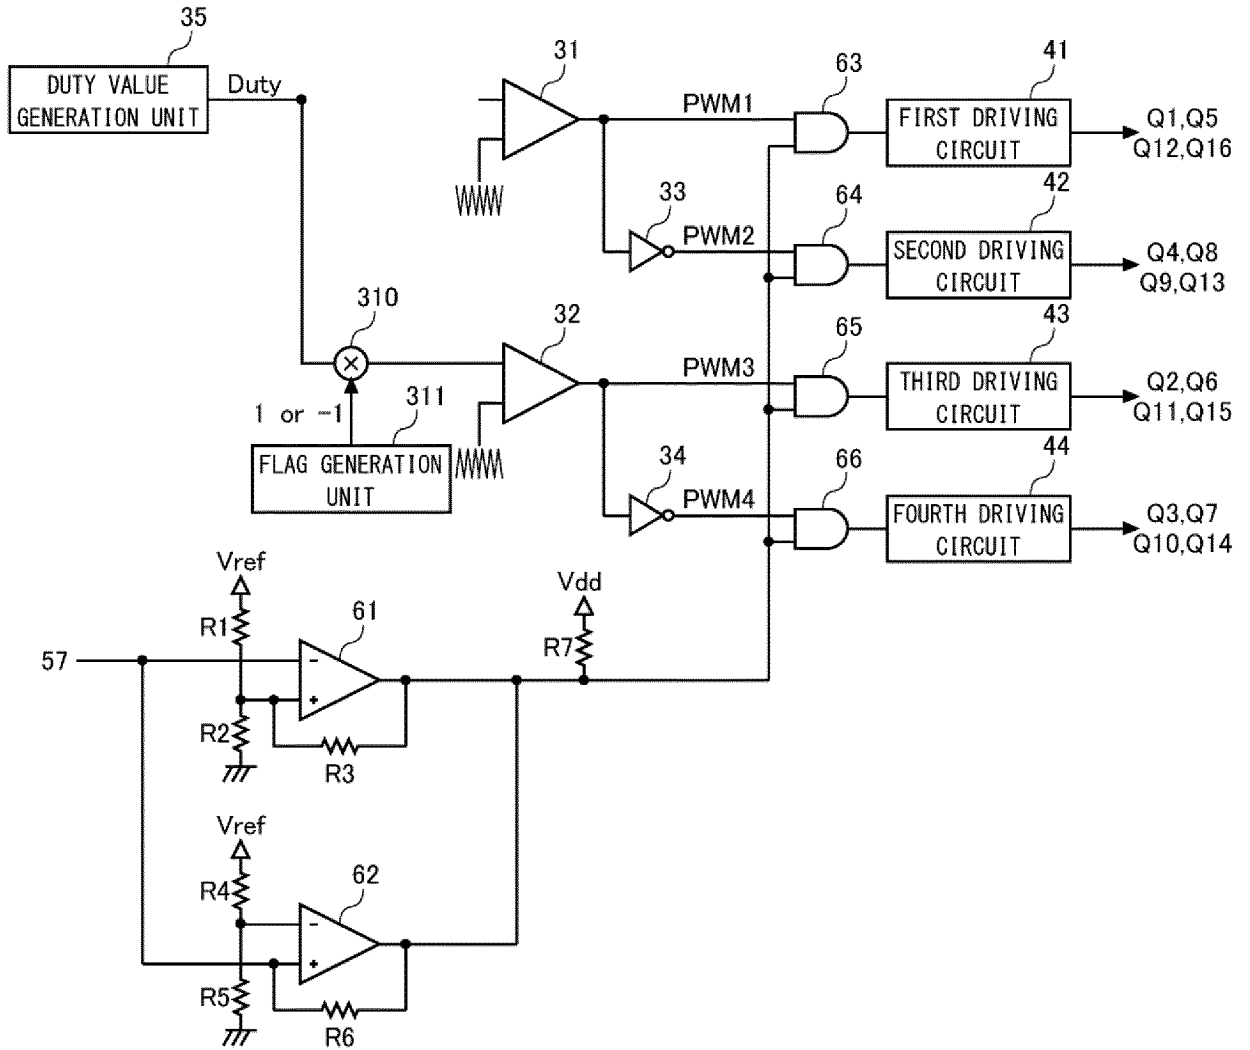 35
DUTY VALUE
GENERATION UNIT
Duty
31
PWM1
63
41
FIRST DRIVING
CIRCUIT
Q1,Q5
Q12,Q16
33
PWM2
64
42
SECOND DRIVING
CIRCUIT
Q4,Q8
Q9,Q13
310
32
PWM3
65
43
THIRD DRIVING
CIRCUIT
Q2,Q6
Q11,Q15
1 or -1
311
FLAG GENERATION
UNIT
34
PWM4
66
44
FOURTH DRIVING
CIRCUIT
Q3,Q7
Q10,Q14
Vref
R1
61
Vdd
R7
57
-
+
R2
R3
Vref
R4
62
-
+
R5
R6